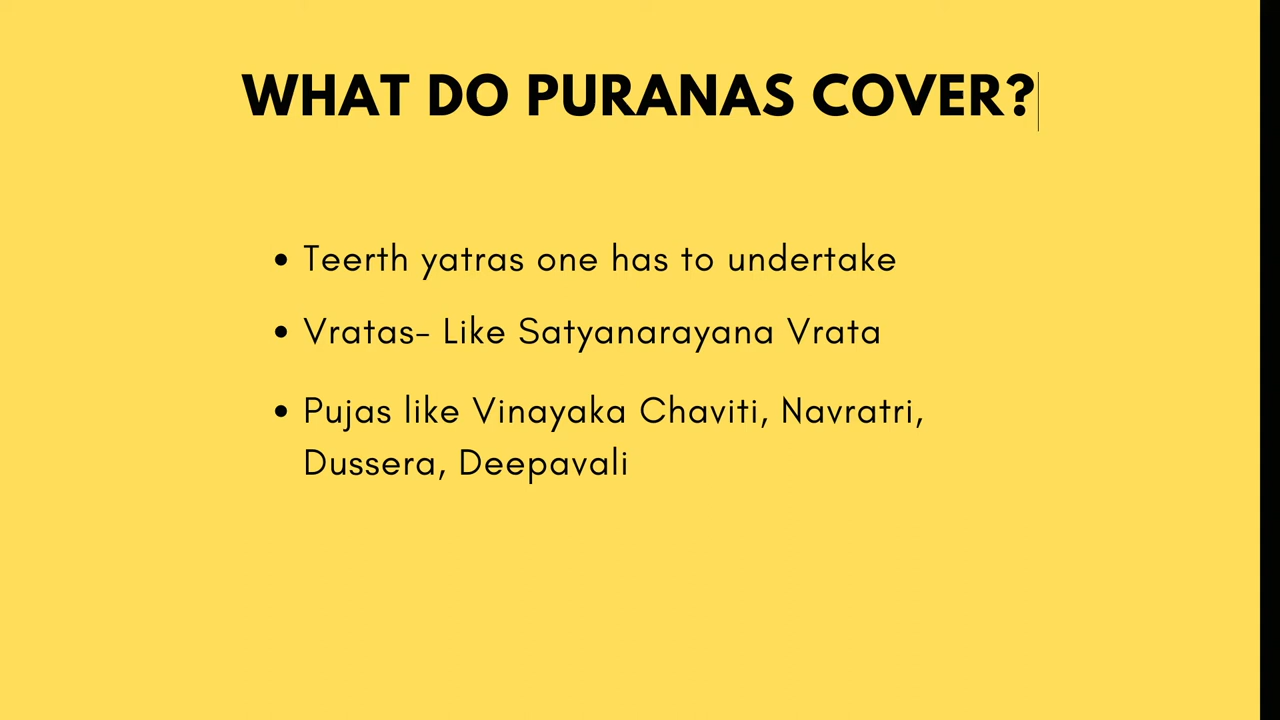 WHAT DO PURANAS COVER?
• Teerth yatras one has to undertake
• Vratas- Like Satyanarayana Vrata
• Pujas like Vinayaka Chaviti, Navratri,
Dussera, Deepavali